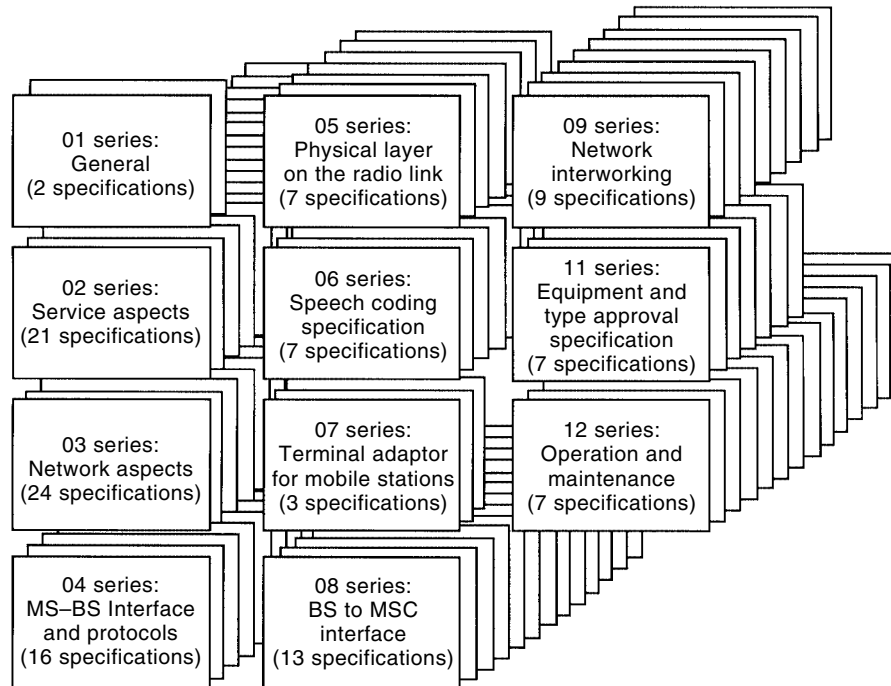 01 series:
General
(2 specifications)
02 series:
Service aspects
(21 specifications)
03 series:
Network aspects
(24 specifications)
04 series:
MS–BS Interface
and protocols
(16 specifications)
05 series:
Physical layer
on the radio link
(7 specifications)
06 series:
Speech coding
specification
(7 specifications)
07 series:
Terminal adaptor
for mobile stations
(3 specifications)
08 series:
BS to MSC
interface
(13 specifications)
09 series:
Network
interworking
(9 specifications)
11 series:
Equipment and
type approval
specification
(7 specifications)
12 series:
Operation and
maintenance
(7 specifications)